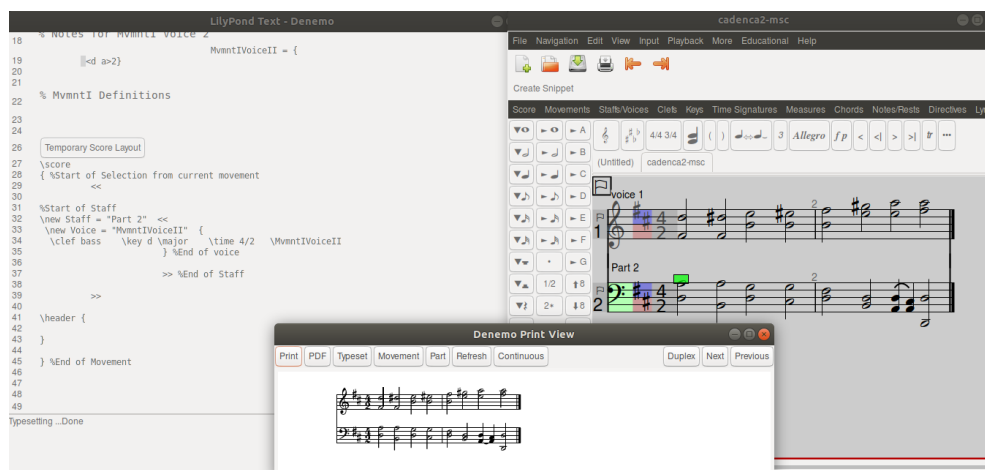 LilyPond Text - Denemo
18 % Notes for MvmntI Voice 2
MvmntIVoiceII = {
19 <d a>2}
20
21
22 % MvmntI Definitions
23
24
26 Temporary Score Layout
27 \score
28 { %Start of Selection from current movement
29 <<
30
31 %Start of Staff
32 \new Staff = "Part 2" <<
33 \new Voice = "MvmntIVoiceII" {
34 \clef bass \key d \major \time 4/2 \MvmntIVoiceII
35 } %End of voice
36
37 >> %End of Staff
38
39 >>
40
41 \header {
42
43 }
44
45 } %End of Movement
46
47
48
49
Typesetting ...Done
cadenca2-msc
File Navigation Edit View Input Playback More Educational Help
Create Snippet
Score Movements Staffs/Voices Clefs Keys Time Signatures Measures Chords Notes/Rests Directives Ly
A 4/4 3/4 ( ) 3 Allegro f p < <| > >| tr ...
B
(Untitled) cadenca2-msc
C
D
E
F
G
1/2 8
2* 8
voice 1
1 4 2 2
Part 2
2 4 2 2
Denemo Print View
Print PDF Typeset Movement Part Refresh Continuous Duplex Next Previous